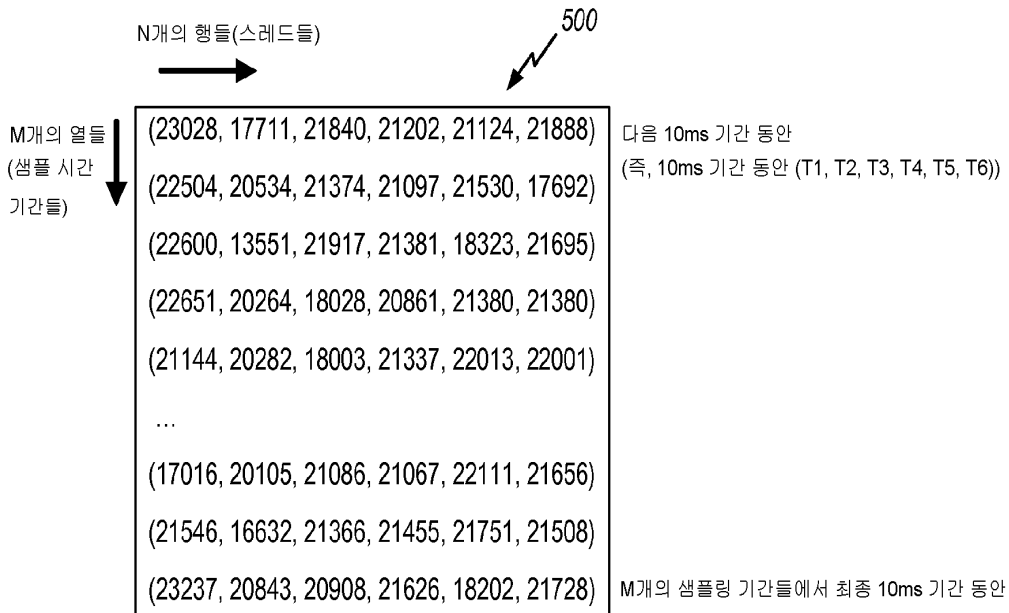 500
N개의 행들(스레드들)
M개의 열들
(샘플 시간
기간들)
(23028, 17711, 21840, 21202, 21124, 21888)
다음 10ms 기간 동안
(즉, 10ms 기간 동안 (T1, T2, T3, T4, T5, T6))
(22504, 20534, 21374, 21097, 21530, 17692)
(22600, 13551, 21917, 21381, 18323, 21695)
(22651, 20264, 18028, 20861, 21380, 21380)
(21144, 20282, 18003, 21337, 22013, 22001)
...
(17016, 20105, 21086, 21067, 22111, 21656)
(21546, 16632, 21366, 21455, 21751, 21508)
(23237, 20843, 20908, 21626, 18202, 21728)
M개의 샘플링 기간들에서 최종 10ms 기간 동안